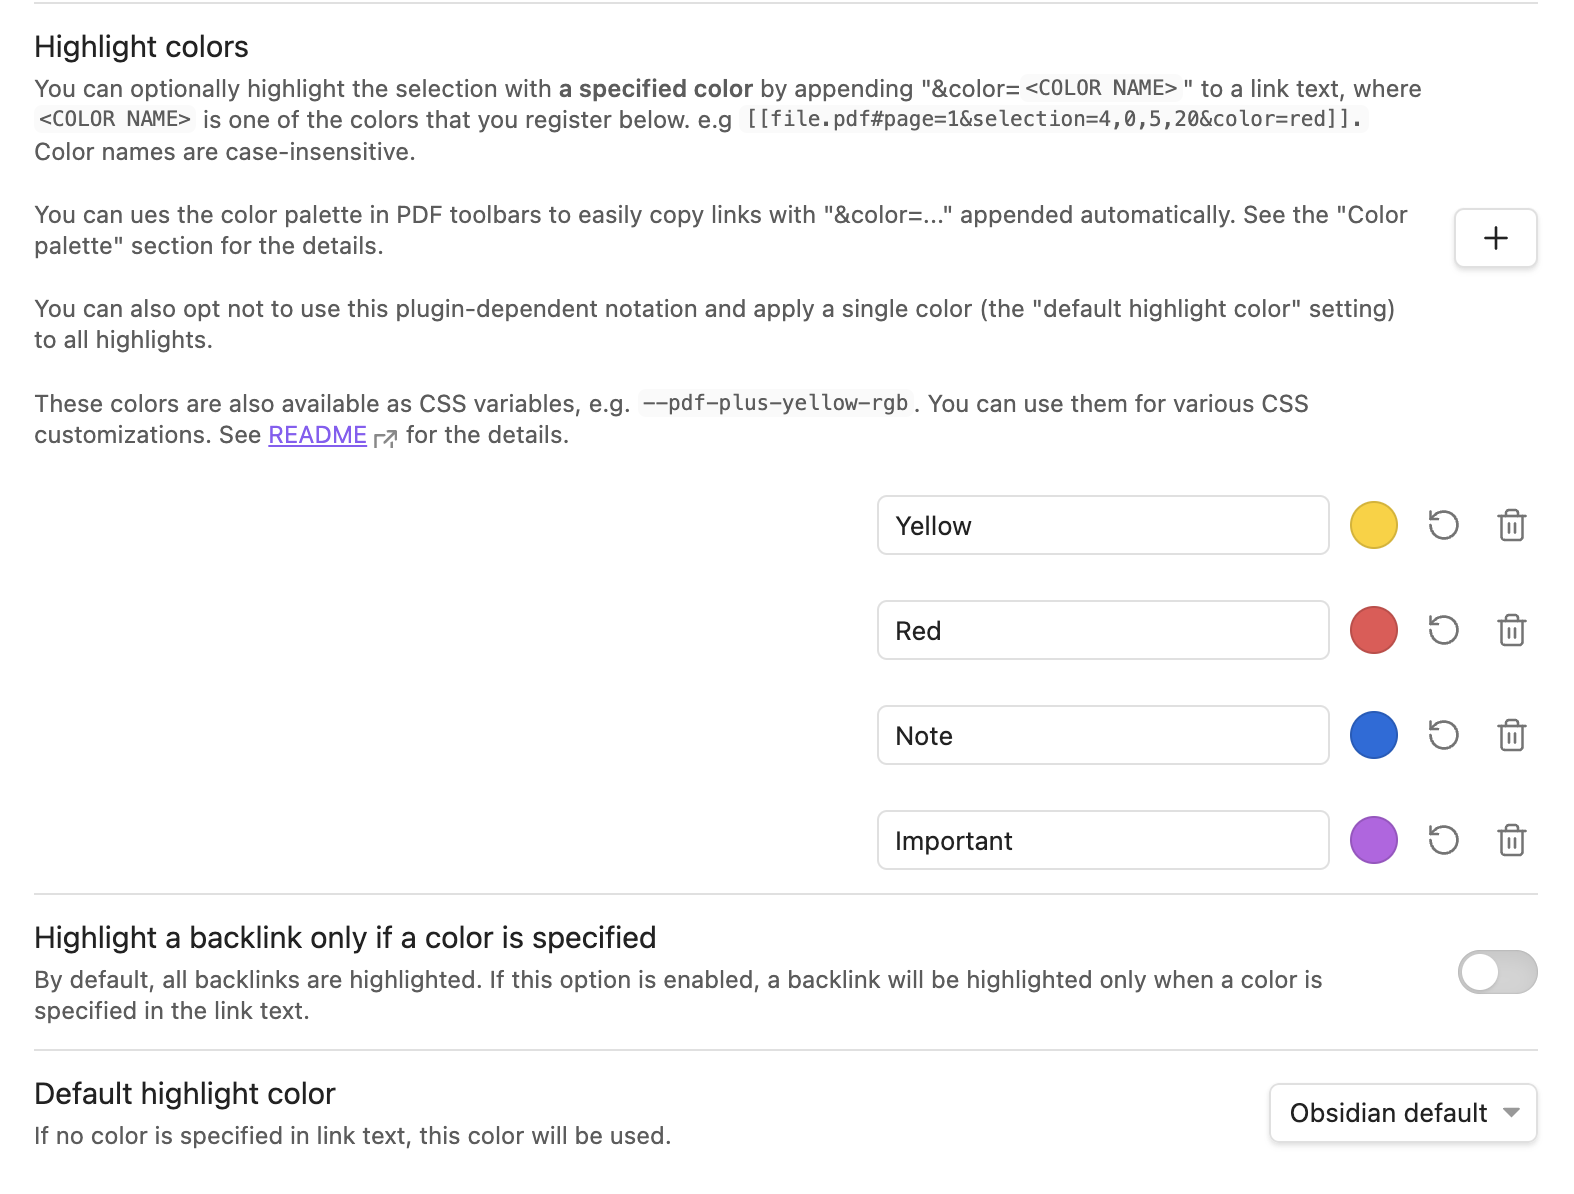 Highlight colors
You can optionally highlight the selection with a specified color by appending "&color=<COLOR NAME>" to a link text, where
<COLOR NAME> is one of the colors that you register below. e.g [[file.pdf#page=1&selection=4,0,5,20&color=red]].
Color names are case-insensitive.
You can ues the color palette in PDF toolbars to easily copy links with "&color=..." appended automatically. See the "Color
palette" section for the details.
You can also opt not to use this plugin-dependent notation and apply a single color (the "default highlight color" setting)
to all highlights.
These colors are also available as CSS variables, e.g. --pdf-plus-yellow-rgb. You can use them for various CSS
customizations. See README for the details.
Yellow
Red
Note
Important
Highlight a backlink only if a color is specified
By default, all backlinks are highlighted. If this option is enabled, a backlink will be highlighted only when a color is
specified in the link text.
Default highlight color
If no color is specified in link text, this color will be used.
Obsidian default